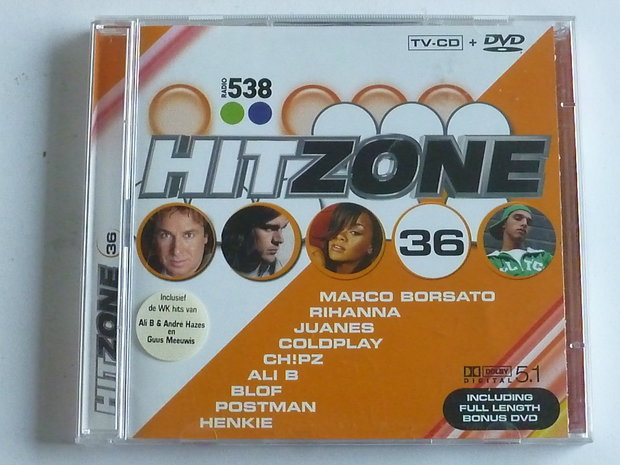 TV-CD + DVD
RADIO 538
HITZONE
36
Inclusief
de WK hits van
Ali B & Andre Hazes
en
Guus Meeuwis
MARCO BORSATO
RIHANNA
JUANES
COLDPLAY
CH!PZ
ALI B
BLOF
POSTMAN
HENKIE
DOLBY
DIGITAL 5.1
INCLUDING
FULL LENGTH
BONUS DVD
HITZONE 36